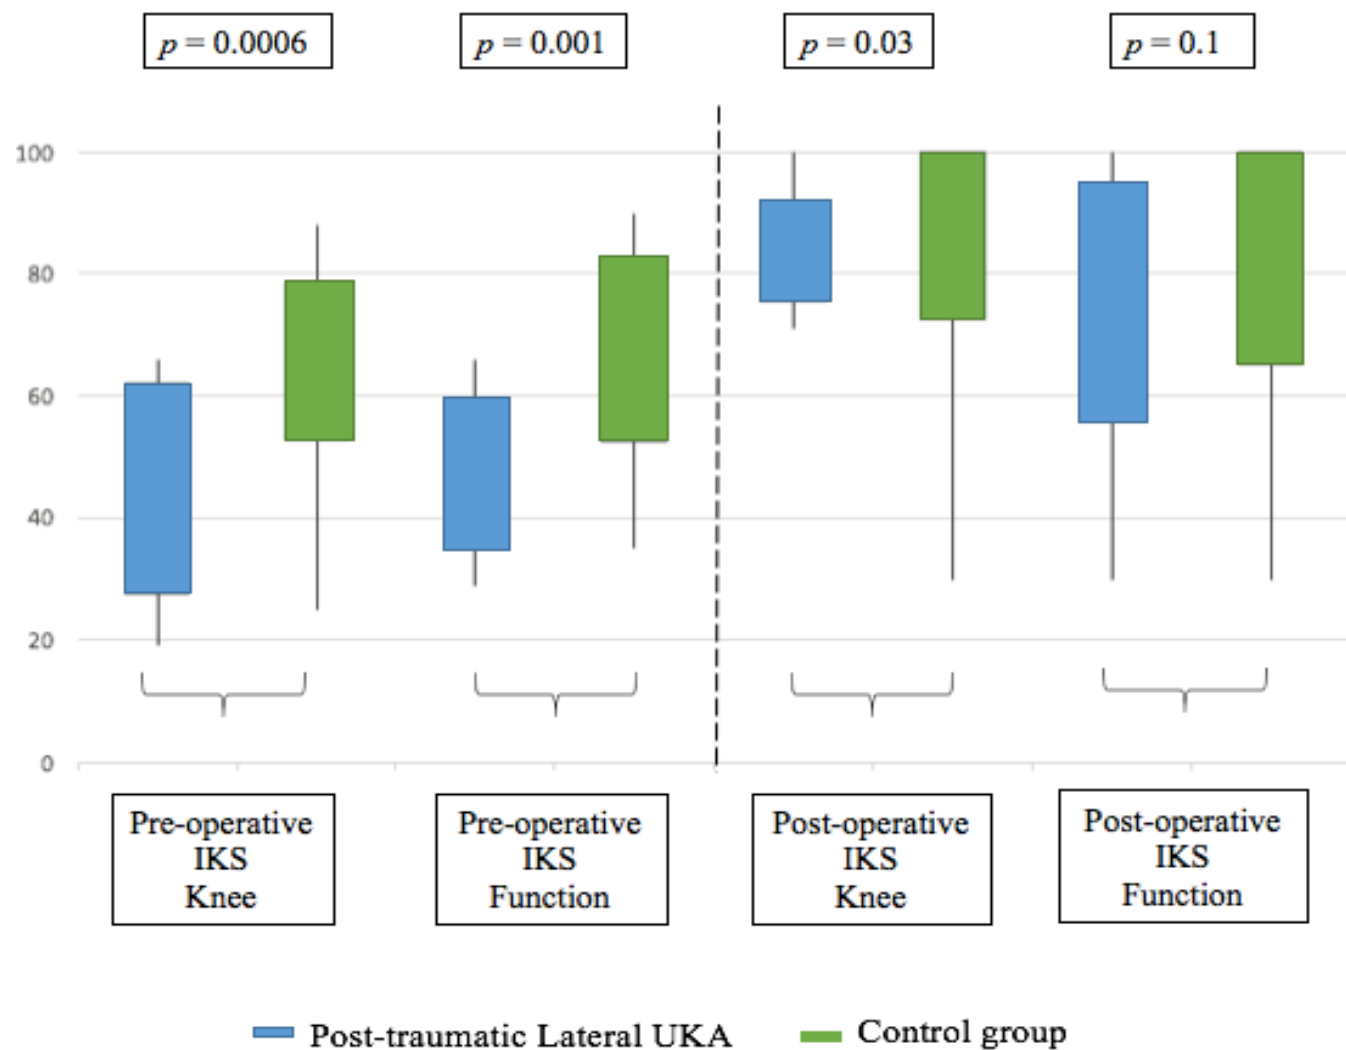 p = 0.0006
p = 0.001
p = 0.03
p = 0.1
100
80
60
40
20
0
Pre-operative
IKS
Knee
Pre-operative
IKS
Function
Post-operative
IKS
Knee
Post-operative
IKS
Function
Post-traumatic Lateral UKA
Control group